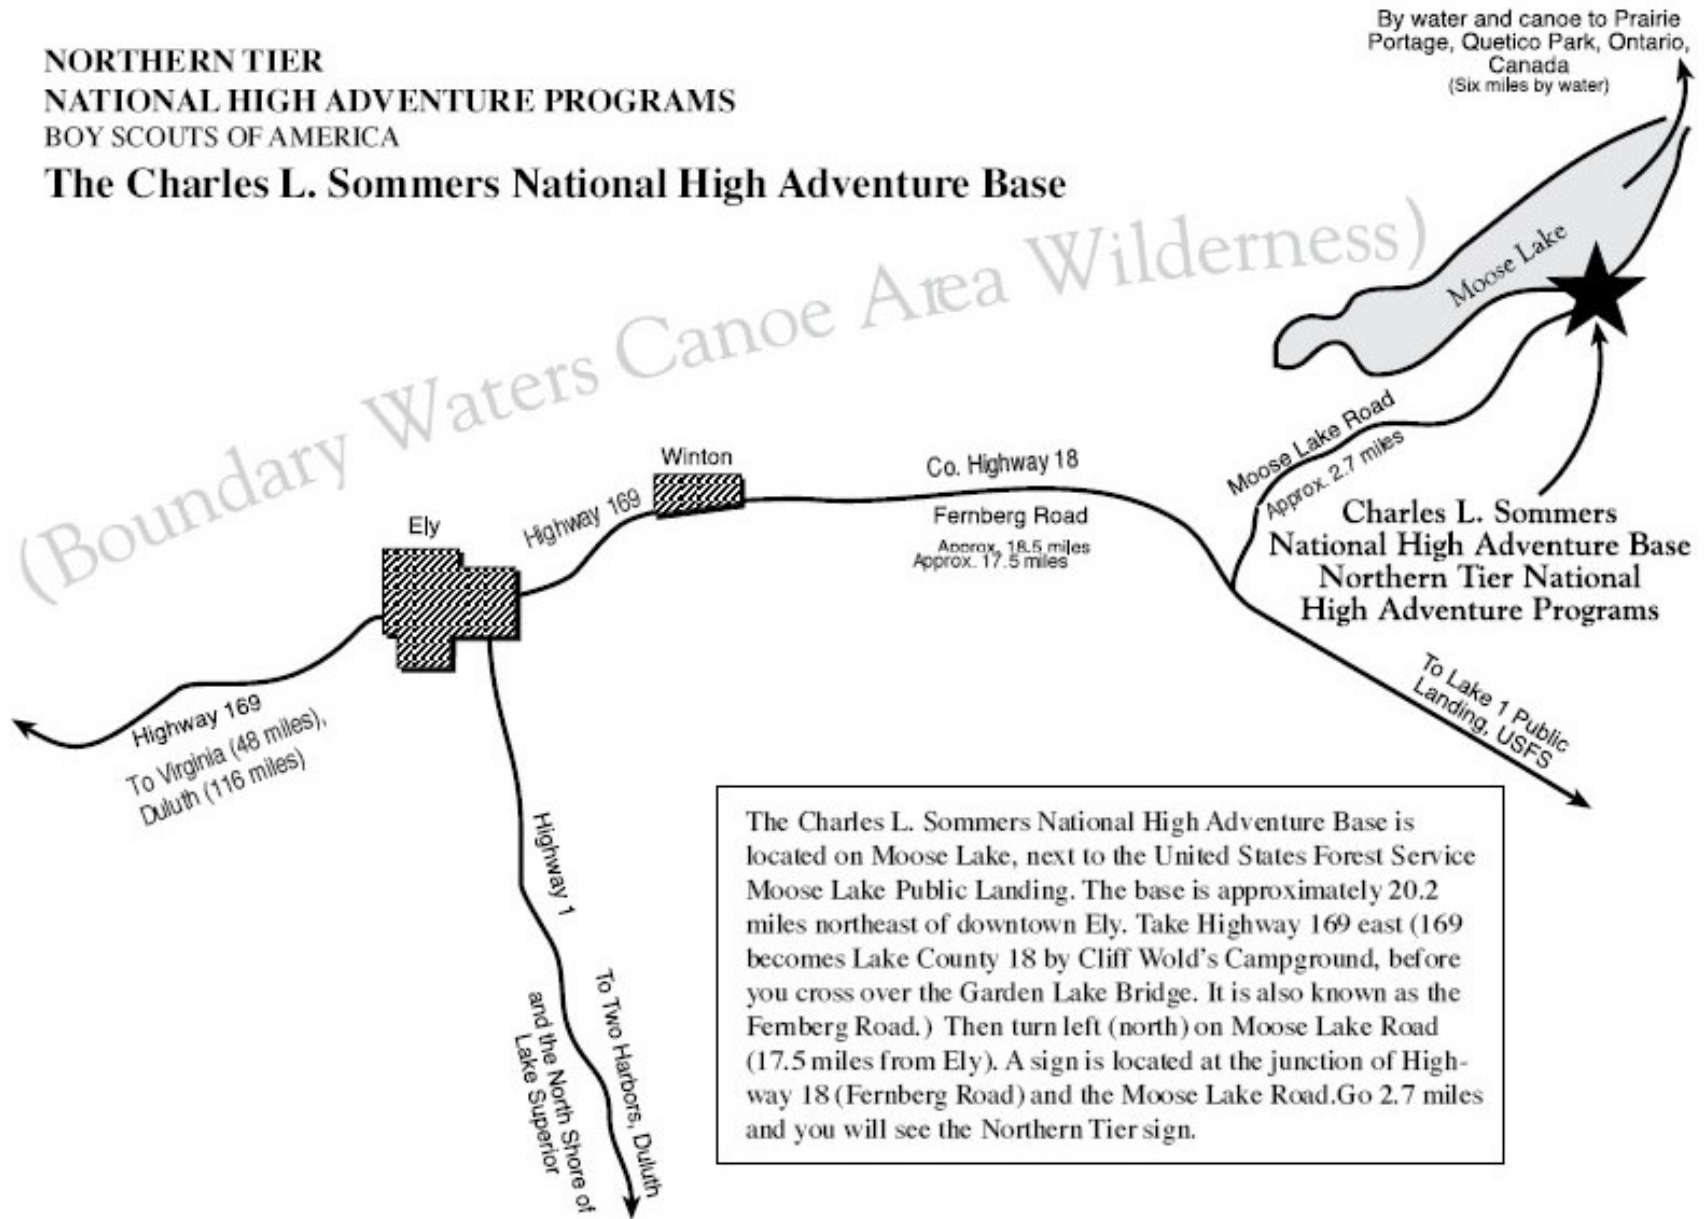 NORTHERN TIER
NATIONAL HIGH ADVENTURE PROGRAMS
BOY SCOUTS OF AMERICA
The Charles L. Sommers National High Adventure Base
By water and canoe to Prairie
Portage, Quetico Park, Ontario,
Canada
(Six miles by water)
(Boundary Waters Canoe Area Wilderness)
Moose Lake
Moose Lake Road
Approx. 2.7 miles
Winton
Co. Highway 18
Highway 169
Fernberg Road
Approx. 18.5 miles
Approx. 17.5 miles
Ely
Charles L. Sommers
National High Adventure Base
Northern Tier National
High Adventure Programs
To Lake 1 Public
Landing, USFS
Highway 169
To Virginia (48 miles),
Duluth (116 miles)
Highway 1
To Two Harbors, Duluth
and the North Shore of
Lake Superior
The Charles L. Sommers National High Adventure Base is
located on Moose Lake, next to the United States Forest Service
Moose Lake Public Landing. The base is approximately 20.2
miles northeast of downtown Ely. Take Highway 169 east (169
becomes Lake County 18 by Cliff Wold's Campground, before
you cross over the Garden Lake Bridge. It is also known as the
Fernberg Road.) Then turn left (north) on Moose Lake Road
(17.5 miles from Ely). A sign is located at the junction of High-
way 18 (Fernberg Road) and the Moose Lake Road.Go 2.7 miles
and you will see the Northern Tier sign.